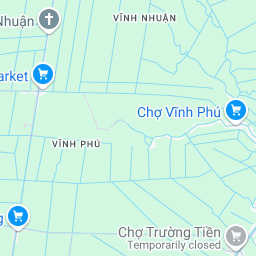 VĨNH NHUẬN
Nhuận
arket
Chợ Vĩnh Phú
VĨNH PHÚ
g
Chợ Trường Tiền
Temporarily closed